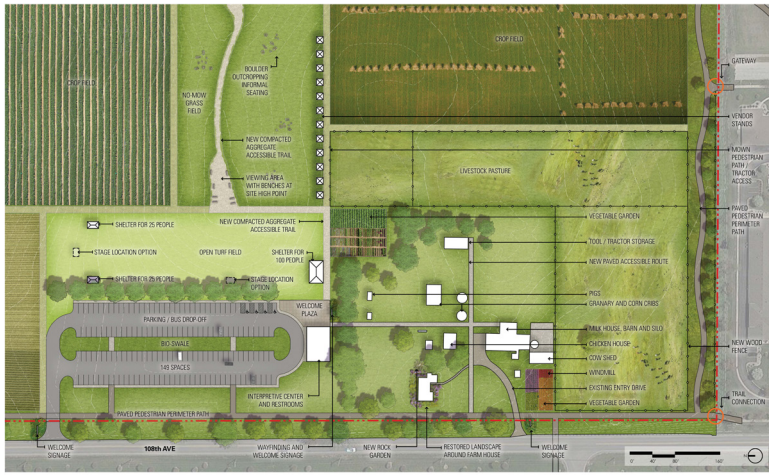 CROP FIELD
NO-MOW
GRASS
FIELD
BOULDER
OUTCROPPING
INFORMAL
SEATING
CROP FIELD
GATEWAY
VENDOR
STANDS
NEW COMPACTED
AGGREGATE
ACCESSIBLE TRAIL
MOWN
PEDESTRIAN
PATH /
TRACTOR
ACCESS
VIEWING AREA
WITH BENCHES AT
SITE HIGH POINT
LIVESTOCK PASTURE
PAVED
PEDESTRIAN
PERIMETER
PATH
SHELTER FOR 25 PEOPLE
NEW COMPACTED AGGREGATE
ACCESSIBLE TRAIL
VEGETABLE GARDEN
STAGE LOCATION OPTION
OPEN TURF FIELD
SHELTER FOR
100 PEOPLE
TOOL / TRACTOR STORAGE
NEW PAVED ACCESSIBLE ROUTE
SHELTER FOR 25 PEOPLE
STAGE LOCATION
OPTION
PIGS
GRANARY AND CORN CRIBS
WELCOME
PLAZA
PARKING / BUS DROP-OFF
MILK HOUSE, BARN AND SILO
BIO-SWALE
CHICKEN HOUSE
NEW WOOD
FENCE
149 SPACES
COW SHED
WINDMILL
INTERPRETIVE CENTER
AND RESTROOMS
EXISTING ENTRY DRIVE
VEGETABLE GARDEN
TRAIL
CONNECTION
PAVED PEDESTRIAN PERIMETER PATH
WELCOME
SIGNAGE
108th AVE
WAYFINDING
AND WELCOME SIGNAGE
NEW ROCK
GARDEN
RESTORED LANDSCAPE
AROUND FARM HOUSE
WELCOME
SIGNAGE
0 40' 80' 160'